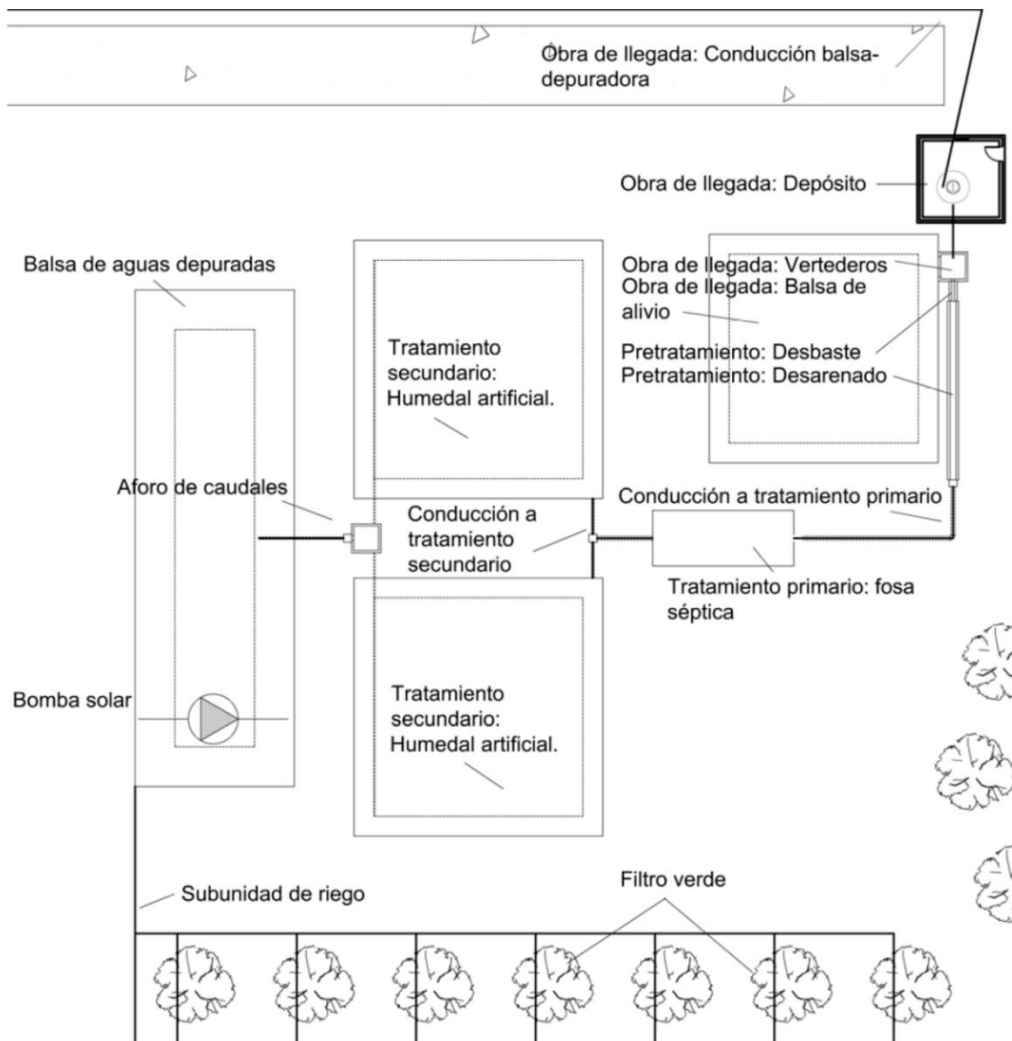 Obra de llegada: Conducción balsa-
depuradora
Obra de llegada: Depósito
Balsa de aguas depuradas
Obra de llegada: Vertederos
Obra de llegada: Balsa de
alivio
Tratamiento
secundario:
Humedal artificial.
Pretratamiento: Desbaste
Pretratamiento: Desarenado
Aforo de caudales
Conducción a
tratamiento
secundario
Conducción a tratamiento primario
Tratamiento primario: fosa
séptica
Bomba solar
Tratamiento
secundario:
Humedal artificial.
Subunidad de riego
Filtro verde